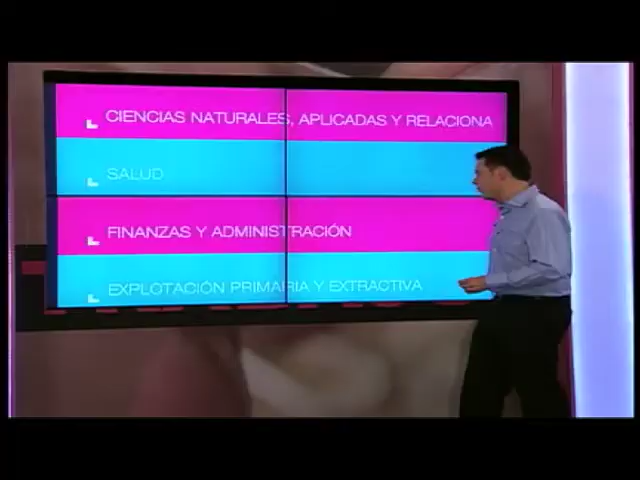 CIENCIAS NATURALES, APLICADAS Y RELACIONA
SALUD
FINANZAS Y ADMINISTRACIÓN
EXPLOTACIÓN PRIMARIA Y EXTRACTIVA